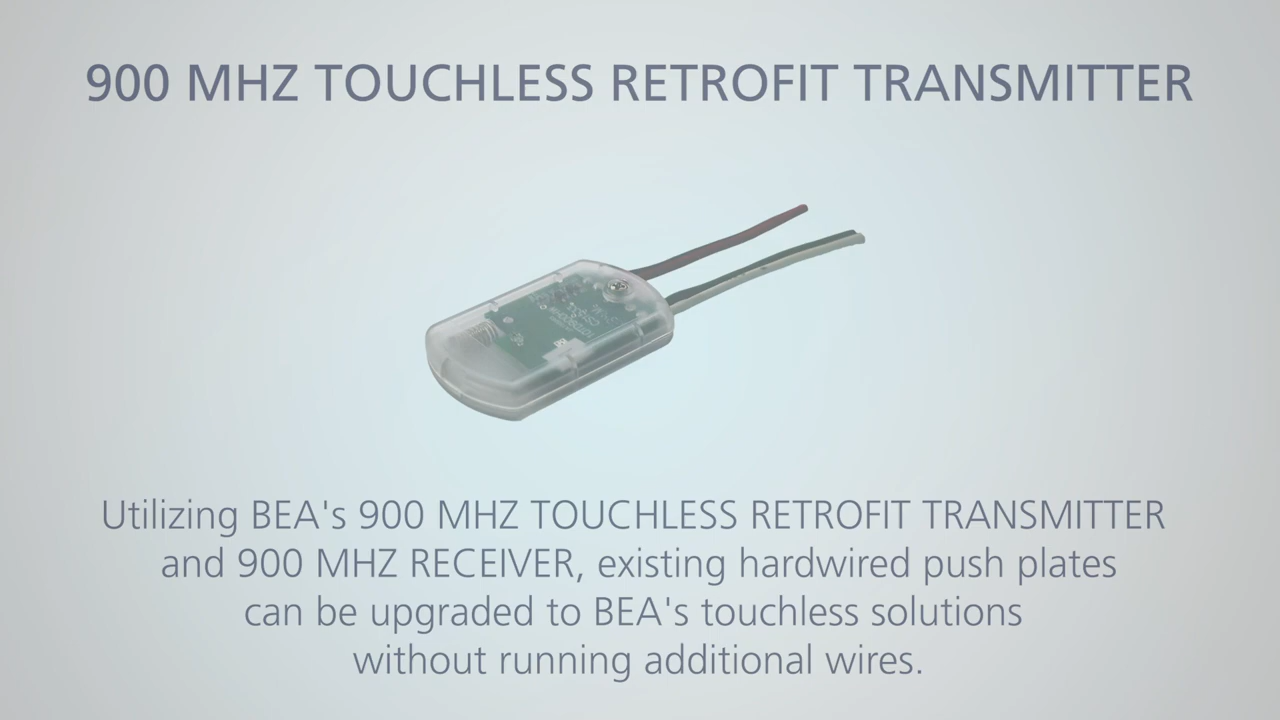 900 MHZ TOUCHLESS RETROFIT TRANSMITTER
Utilizing BEA's 900 MHZ TOUCHLESS RETROFIT TRANSMITTER
and 900 MHZ RECEIVER, existing hardwired push plates
can be upgraded to BEA's touchless solutions
without running additional wires.